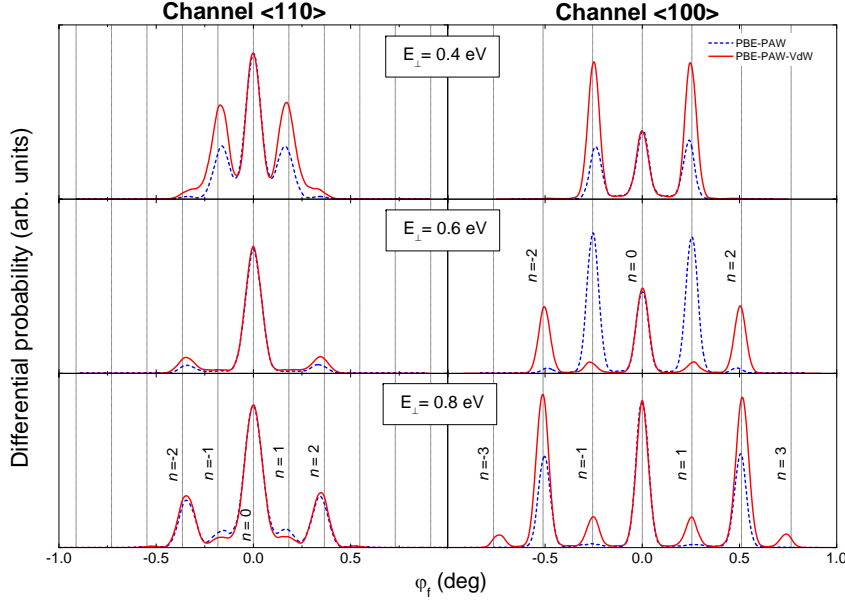 Channel <110>
Channel <100>
Differential probability (arb. units)
E⊥= 0.4 eV
PBE-PAW
PBE-PAW-VdW
E⊥= 0.6 eV
n=-2
n= 0
n= 2
E⊥= 0.8 eV
n=-2
n=-1
n= 0
n= 1
n= 2
n=-3
n=-1
n= 1
n= 3
-1.0
-0.5
0.0
0.5
-0.5
0.0
0.5
1.0
φf (deg)